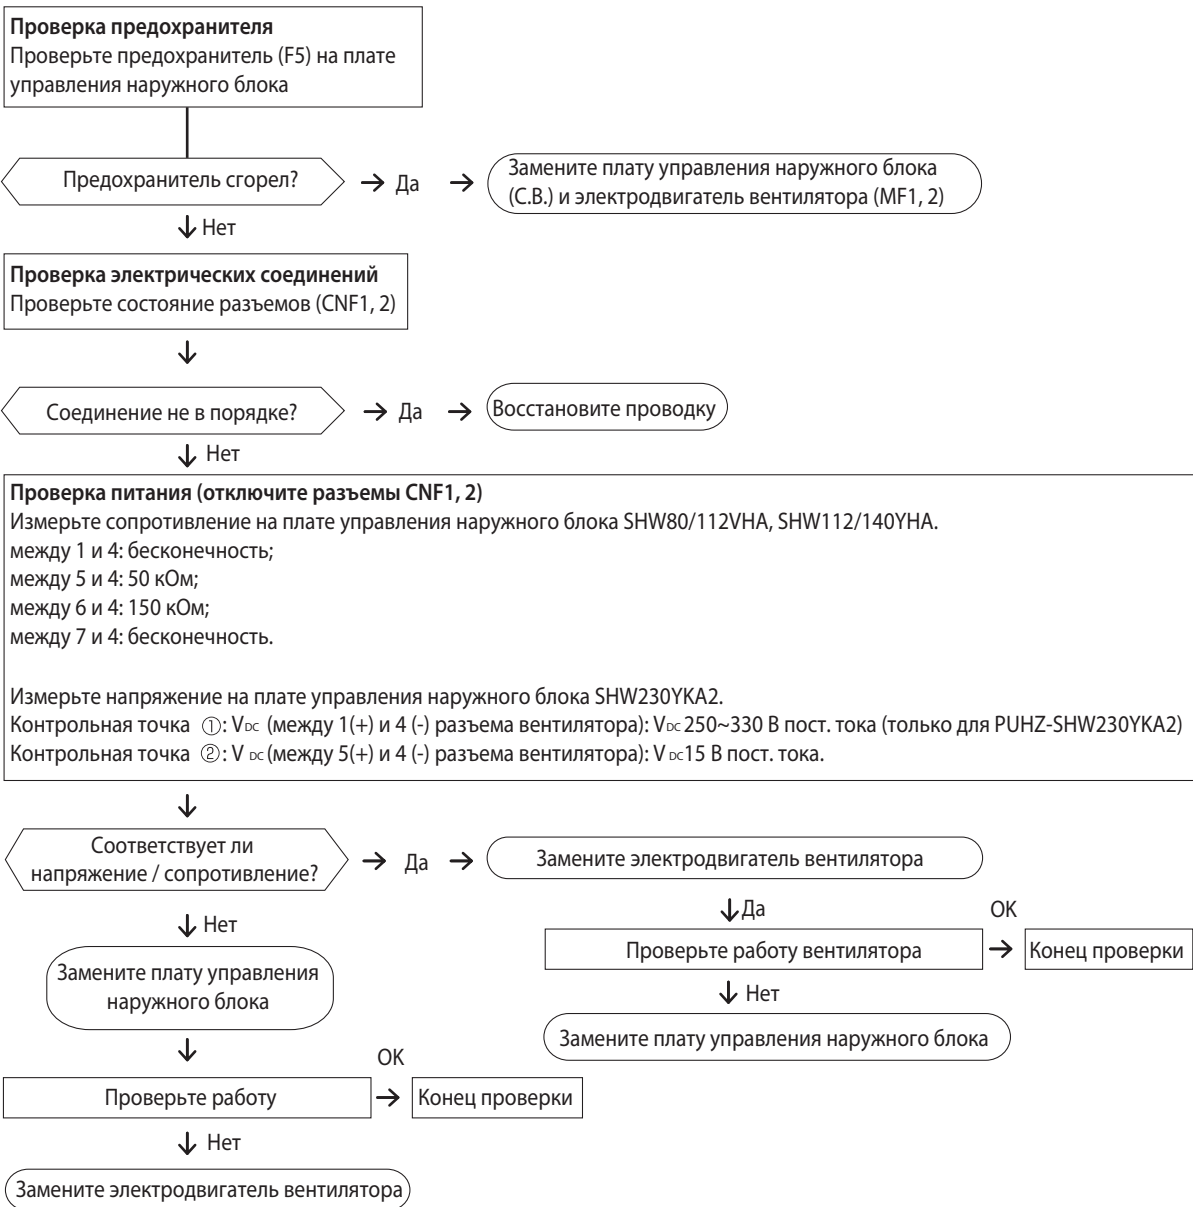 Проверка предохранителя
Проверьте предохранитель (F5) на плате
управления наружного блока
Предохранитель сгорел?
Да
Замените плату управления наружного блока
(С.В.) и электродвигатель вентилятора (MF1, 2)
Нет
Проверка электрических соединений
Проверьте состояние разъемов (CNF1, 2)
Соединение не в порядке?
Да
Восстановите проводку
Нет
Проверка питания (отключите разъемы CNF1, 2)
Измерьте сопротивление на плате управления наружного блока SHW80/112VHA, SHW112/140YHA.
между 1 и 4: бесконечность;
между 5 и 4: 50 кОм;
между 6 и 4: 150 кОм;
между 7 и 4: бесконечность.
Измерьте напряжение на плате управления наружного блока SHW230YKA2.
Контрольная точка ①: VDC (между 1(+) и 4 (-) разъема вентилятора): VDC 250~330 В пост. тока (только для PUHZ-SHW230YKA2)
Контрольная точка ②: V DC (между 5(+) и 4 (-) разъема вентилятора): V DC 15 В пост. тока.
Соответствует ли
напряжение / сопротивление?
Да
Замените электродвигатель вентилятора
Да
OK
Нет
Проверьте работу вентилятора
Конец проверки
Замените плату управления
наружного блока
Нет
Замените плату управления наружного блока
OK
Проверьте работу
Конец проверки
Нет
Замените электродвигатель вентилятора